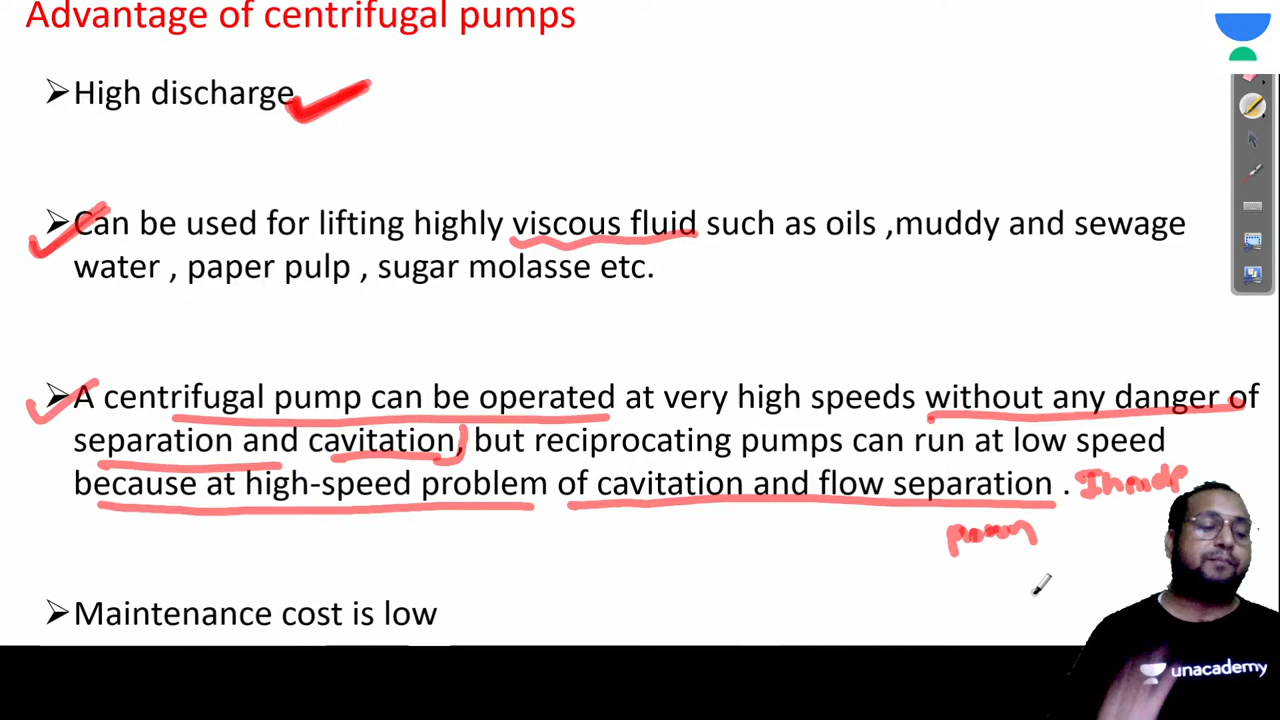 Advantage of centrifugal pumps
➢High discharge
➢Can be used for lifting highly viscous fluid such as oils ,muddy and sewage
water , paper pulp , sugar molasse etc.
➢A centrifugal pump can be operated at very high speeds without any danger of
separation and cavitation, but reciprocating pumps can run at low speed
because at high-speed problem of cavitation and flow separation .
➢Maintenance cost is low
unacademy